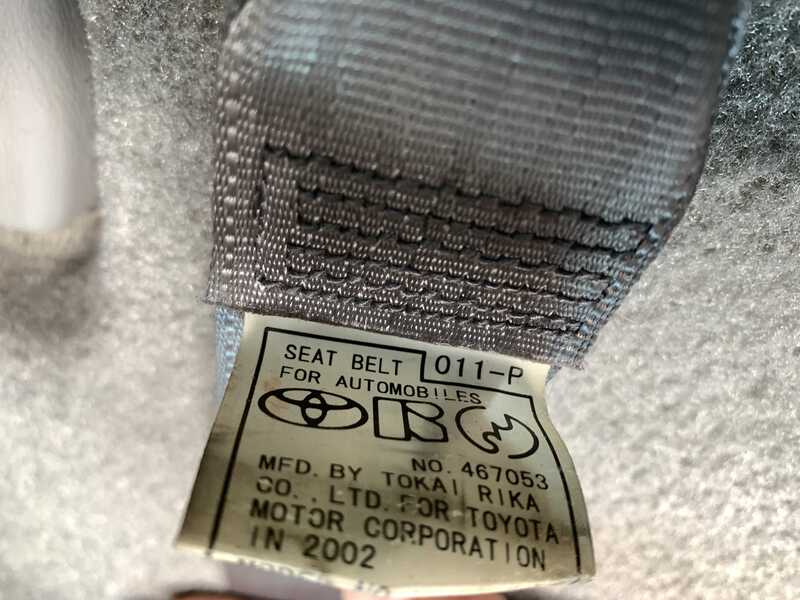 SEAT BELT 011-P
FOR AUTOMOBILES
NO. 467053
MFD. BY TOKAI RIKA
CO., LTD. FOR TOYOTA
MOTOR CORPORATION
IN 2002